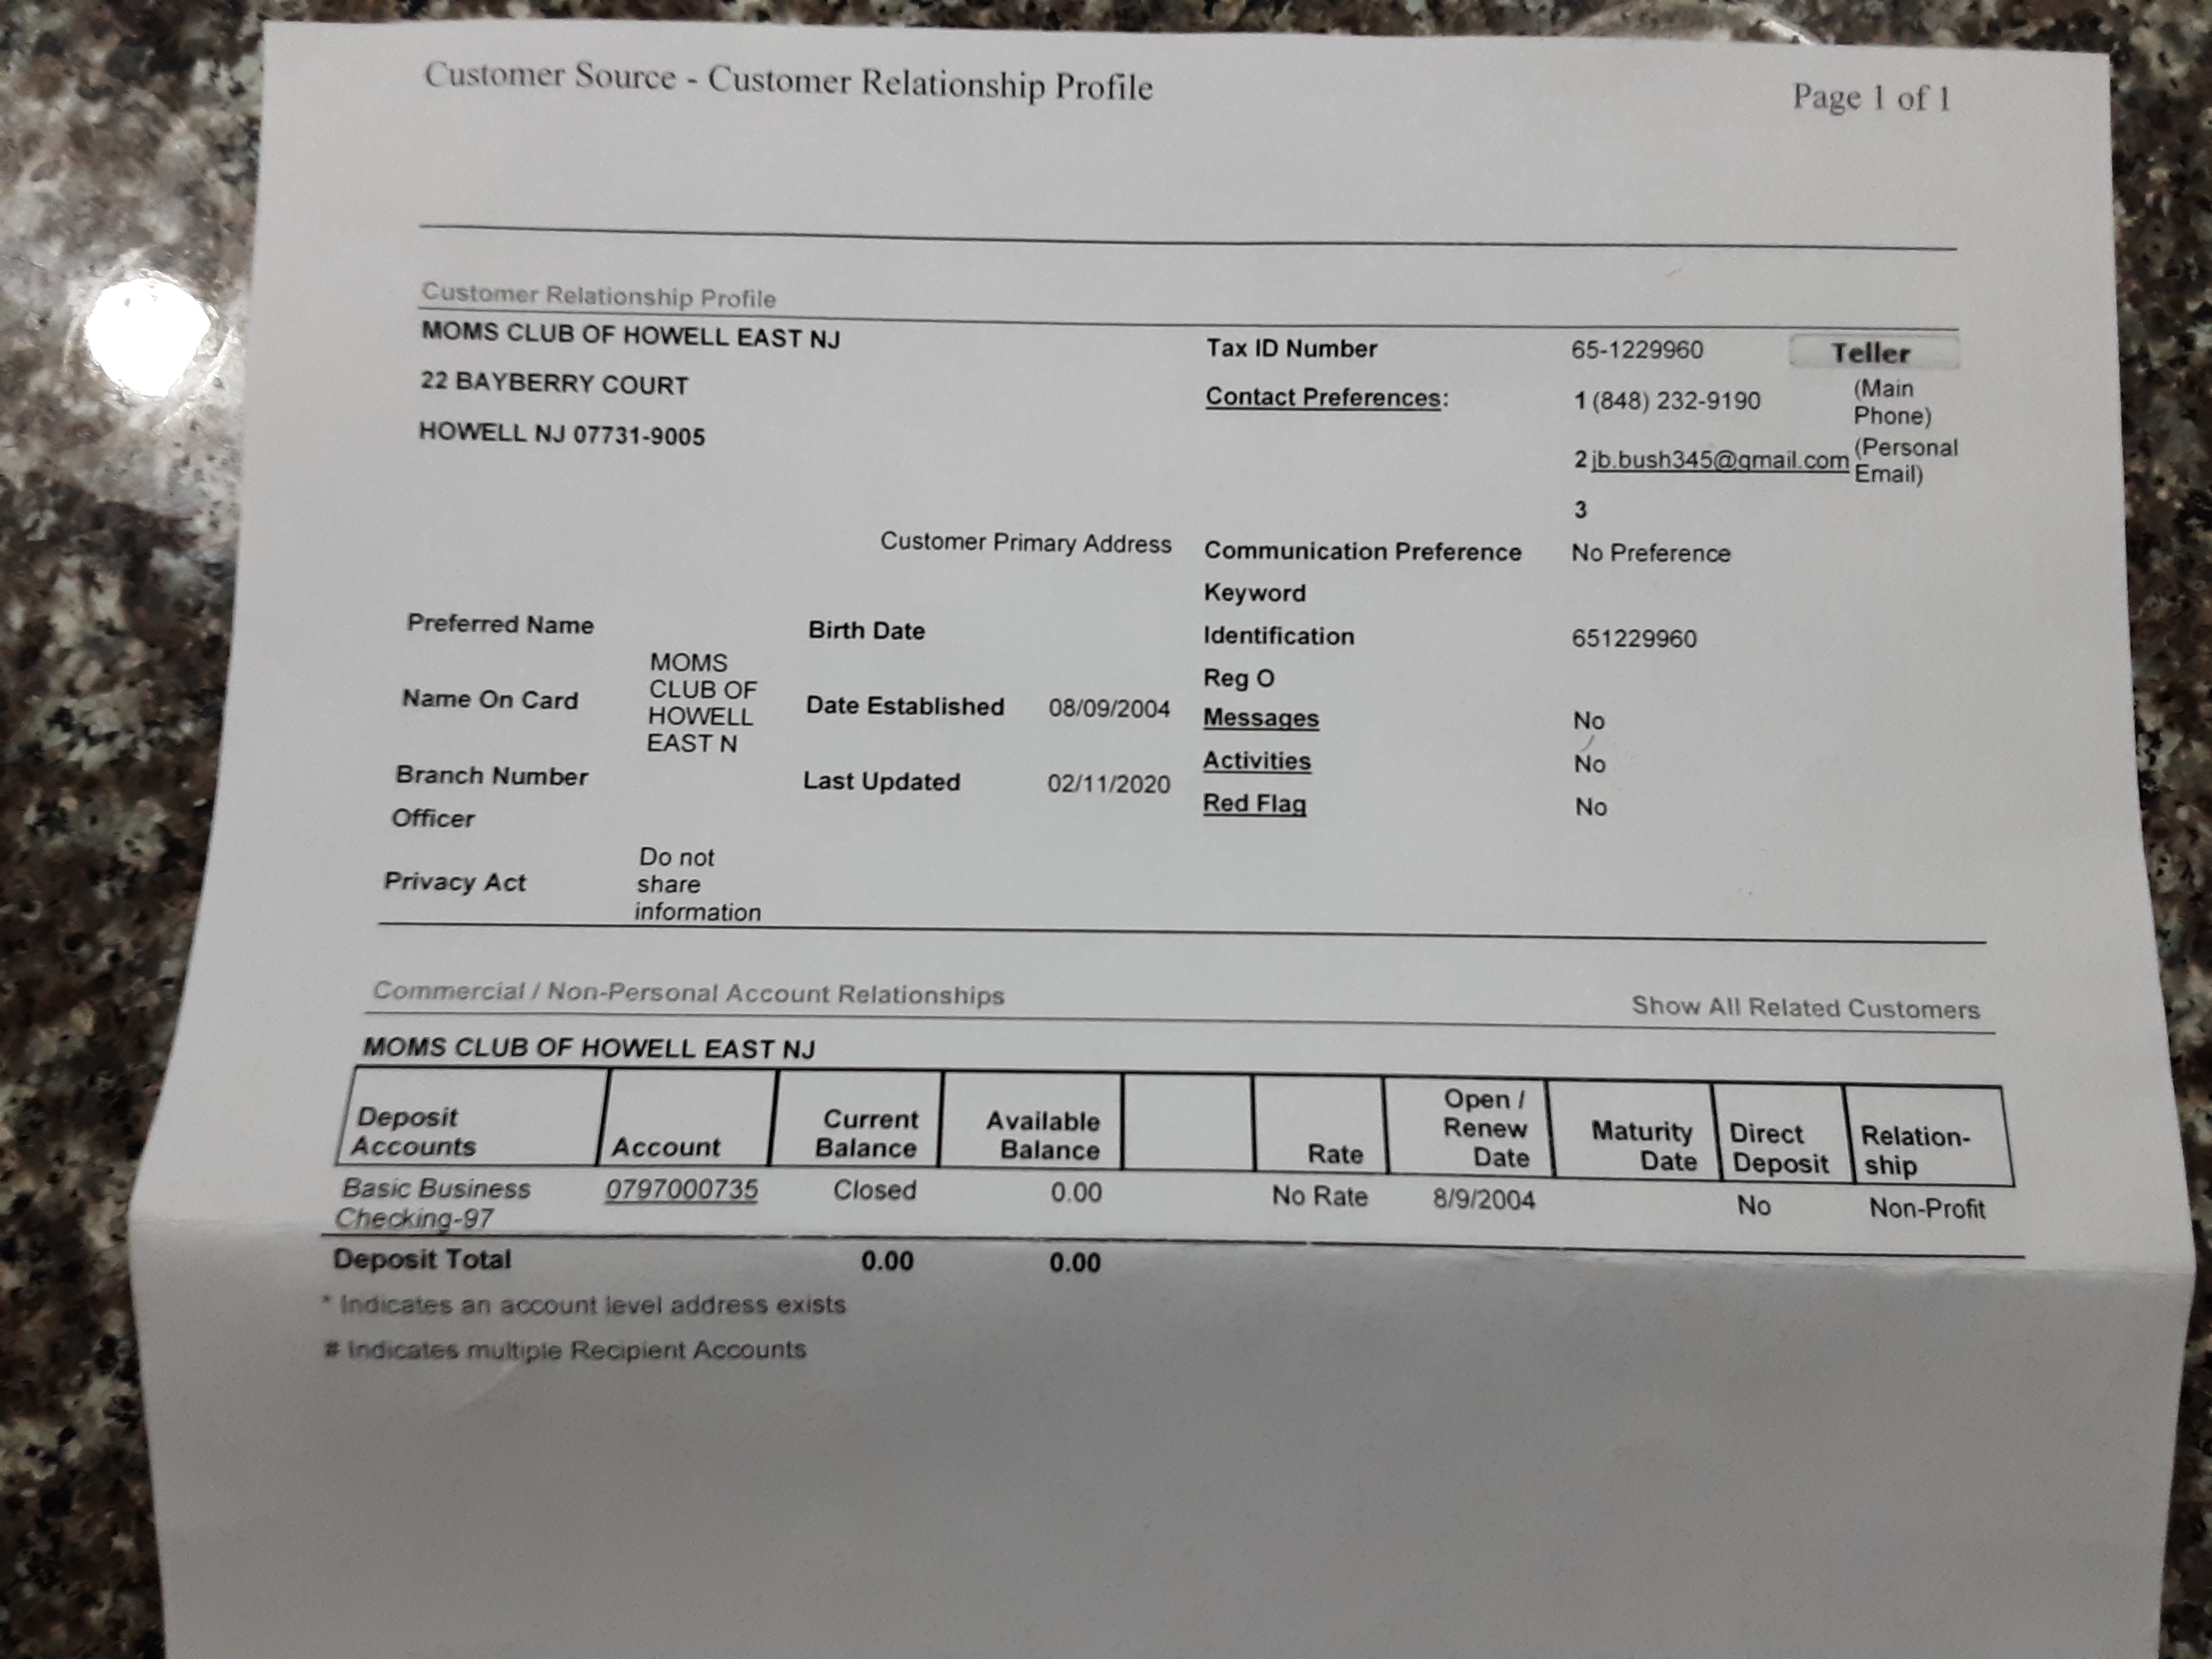 Customer Source - Customer Relationship Profile Page 1 of 1
Customer Relationship Profile
MOMS CLUB OF HOWELL EAST NJ Tax ID Number 65-1229960 Teller
22 BAYBERRY COURT Contact Preferences: 1 (848) 232-9190 (Main Phone)
HOWELL NJ 07731-9005 2 jb.bush345@gmail.com (Personal Email)
3
Customer Primary Address Communication Preference No Preference
Keyword
Preferred Name Birth Date Identification 651229960
Reg O
Name On Card MOMS CLUB OF HOWELL EAST N Date Established 08/09/2004 Messages No
Activities No
Branch Number Last Updated 02/11/2020 Red Flag No
Officer
Privacy Act Do not share information
Commercial / Non-Personal Account Relationships Show All Related Customers
MOMS CLUB OF HOWELL EAST NJ
Deposit Accounts Account Current Balance Available Balance Rate Open / Renew Date Maturity Date Direct Deposit Relation-ship
Basic Business Checking-97 0797000735 Closed 0.00 No Rate 8/9/2004 No Non-Profit
Deposit Total 0.00 0.00
* Indicates an account level address exists
# Indicates multiple Recipient Accounts